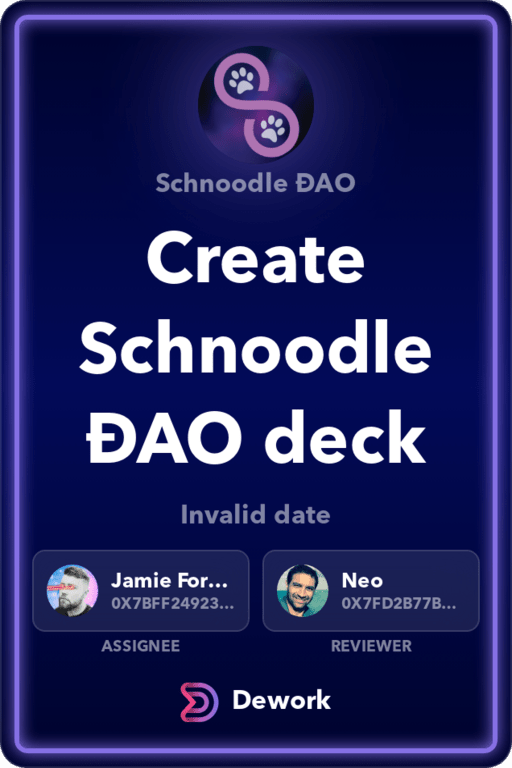 Schnoodle ĐAO
Create
Schnoodle
ĐAO deck
Invalid date
Jamie For...
0X7BFF24923...
Neo
0X7FD2B77B...
ASSIGNEE
REVIEWER
Dework